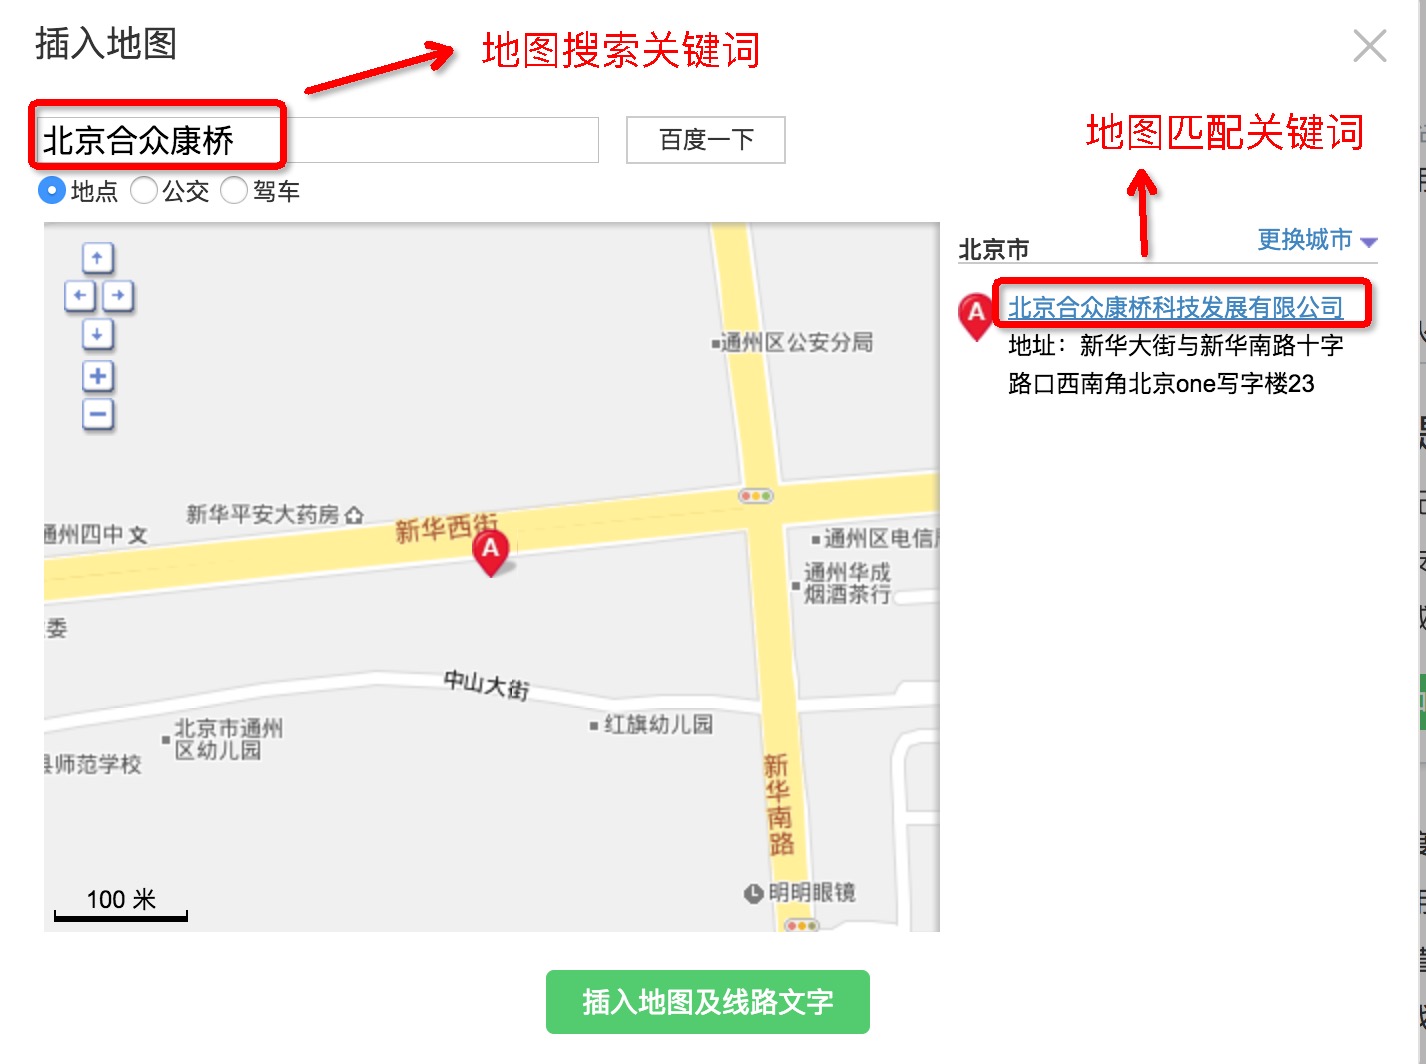 插入地图
地图搜索关键词
北京合众康桥
百度一下
地图匹配关键词
地点 公交 驾车
北京市
更换城市
A
北京合众康桥科技发展有限公司
地址：新华大街与新华南路十字
路口西南角北京one写字楼23
通州区公安分局
新华平安大药房
通州四中 文
新华西街
A
通州区电信
通州华成
烟酒茶行
委
中山大街
北京市通州
区幼儿园
红旗幼儿园
师范学校
新华南路
明明眼镜
100 米
插入地图及线路文字